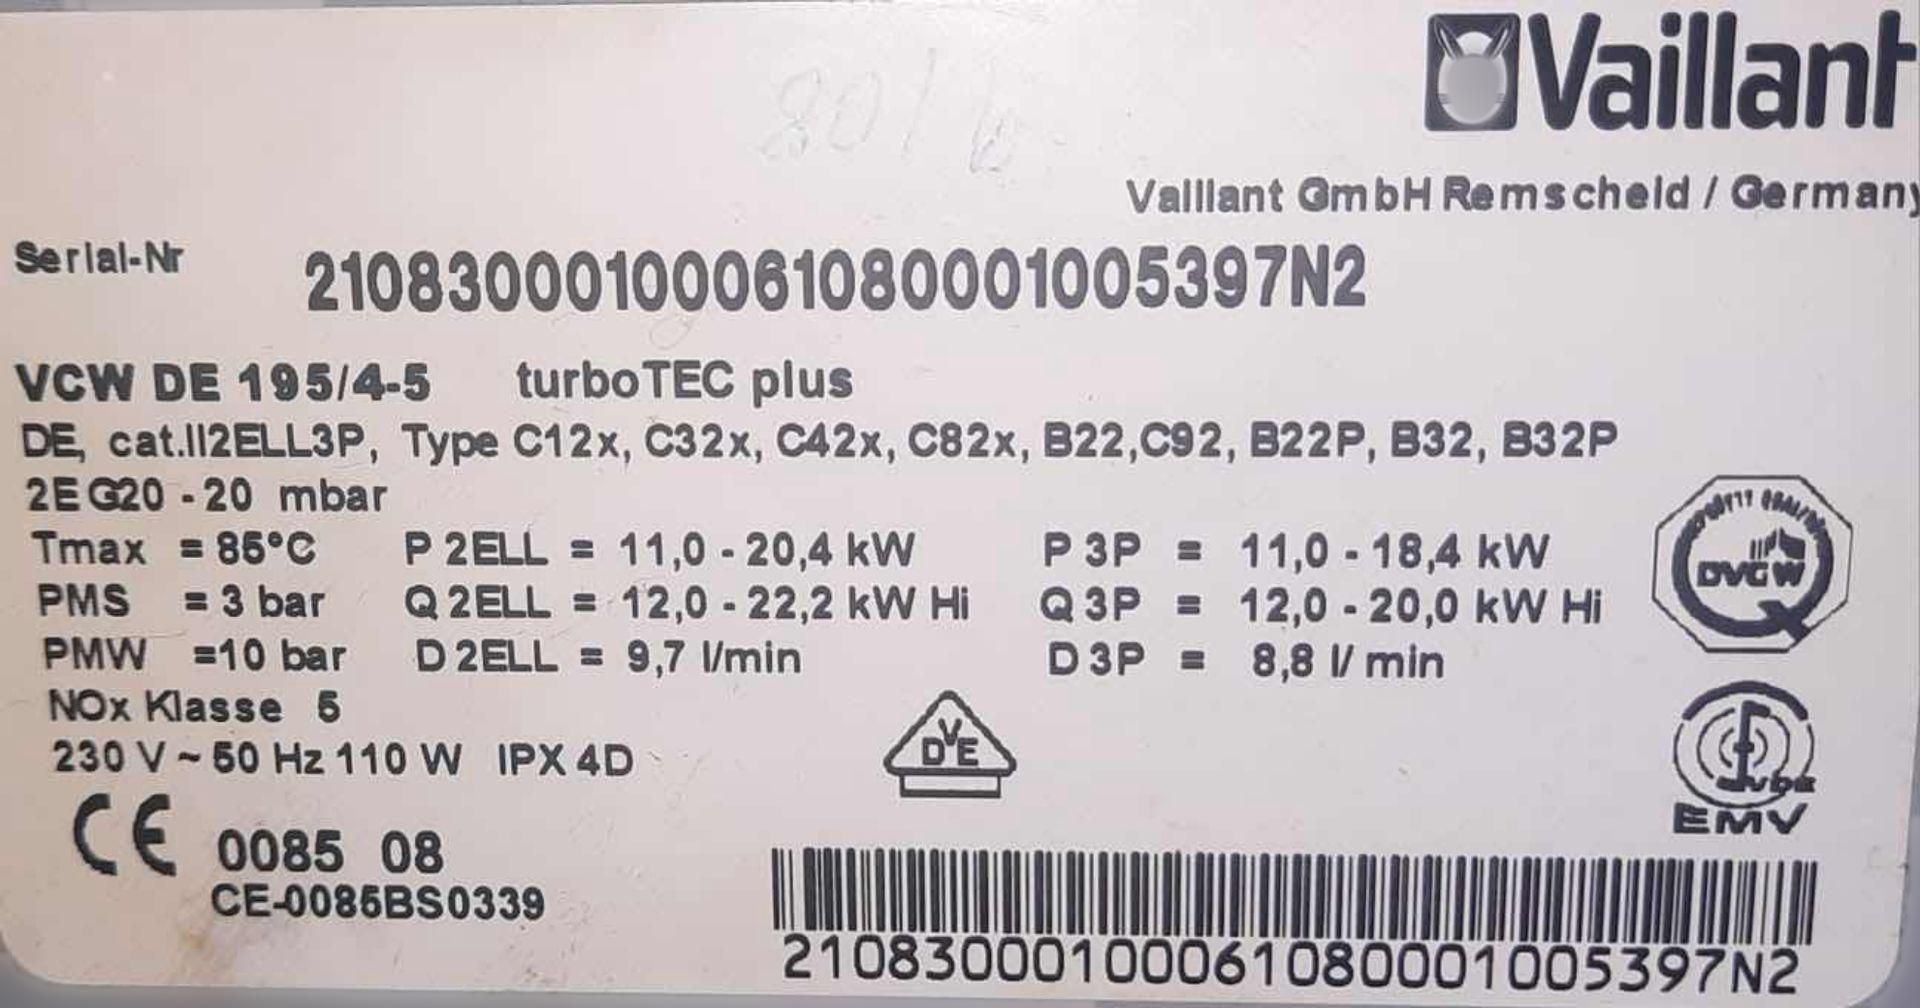 Vaillant
Vaillant GmbH Remscheid / Germany
Serial-Nr 21083000100061080001005397N2
VCW DE 195/4-5 turboTEC plus
DE, cat.II2ELL3P, Type C12x, C32x, C42x, C82x, B22,C92, B22P, B32, B32P
2E G20 - 20 mbar
Tmax = 85°C P 2ELL = 11,0 - 20,4 kW P 3P = 11,0 - 18,4 kW
PMS = 3 bar Q 2ELL = 12,0 - 22,2 kW Hi Q 3P = 12,0 - 20,0 kW Hi
PMW =10 bar D 2ELL = 9,7 l/min D 3P = 8,8 l/ min
NOx Klasse 5
230 V ~ 50 Hz 110 W IPX 4D
DVGW
DVE
VDE
EMV
CE 0085 08
CE-0085BS0339
21083000100061080001005397N2